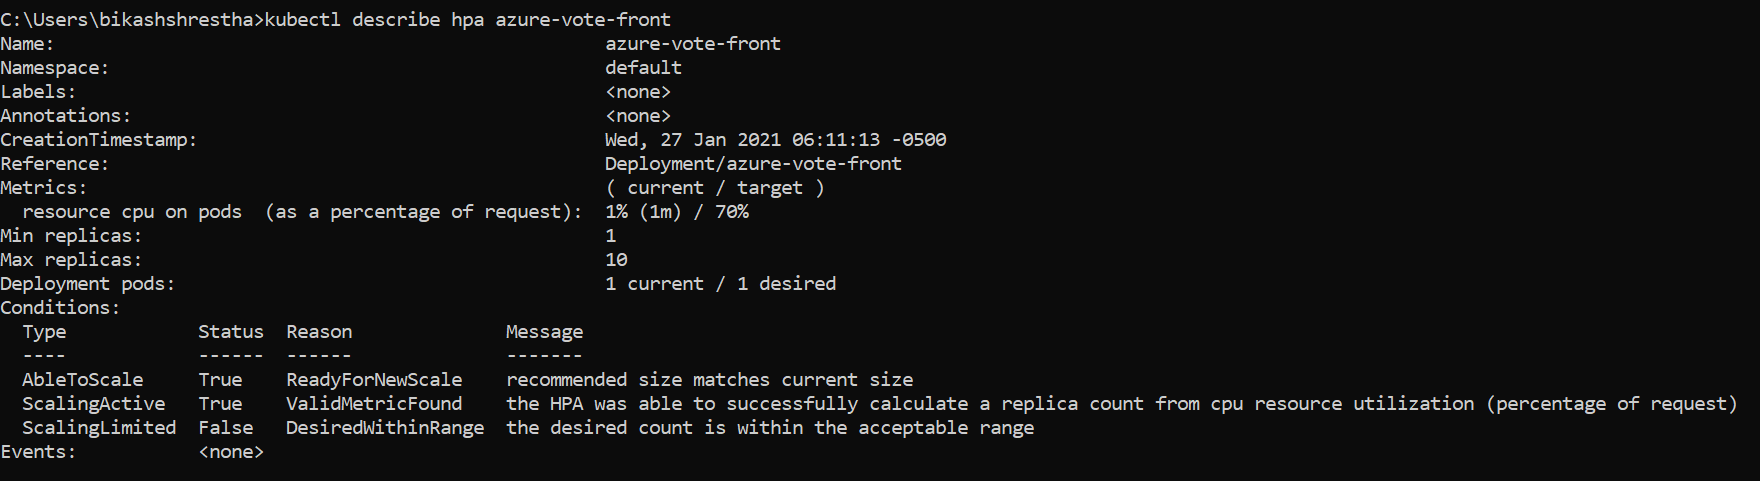 C:\Users\bikashshrestha>kubectl describe hpa azure-vote-front
Name:                                                  azure-vote-front
Namespace:                                             default
Labels:                                                <none>
Annotations:                                           <none>
CreationTimestamp:                                     Wed, 27 Jan 2021 06:11:13 -0500
Reference:                                             Deployment/azure-vote-front
Metrics:                                               ( current / target )
  resource cpu on pods  (as a percentage of request):  1% (1m) / 70%
Min replicas:                                          1
Max replicas:                                          10
Deployment pods:                                       1 current / 1 desired
Conditions:
  Type            Status  Reason              Message
  ----            ------  ------              -------
  AbleToScale     True    ReadyForNewScale    recommended size matches current size
  ScalingActive   True    ValidMetricFound    the HPA was able to successfully calculate a replica count from cpu resource utilization (percentage of request)
  ScalingLimited  False   DesiredWithinRange  the desired count is within the acceptable range
Events:           <none>